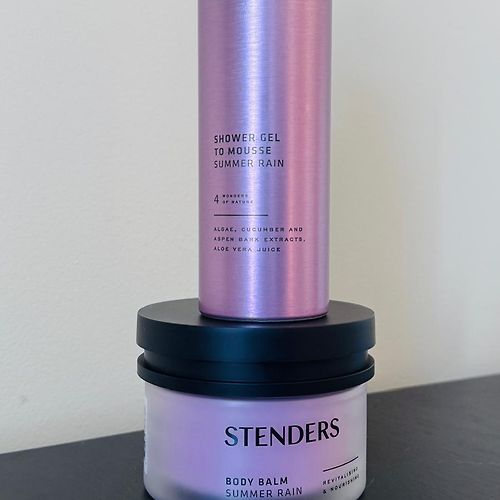 SHOWER GEL
TO MOUSSE
SUMMER RAIN
4 WONDERS
OF NATURE
ALGAE, CUCUMBER AND
ASPEN BARK EXTRACTS,
ALOE VERA JUICE
STENDERS
BODY BALM
SUMMER RAIN
REVITALISING
& NOURISHING